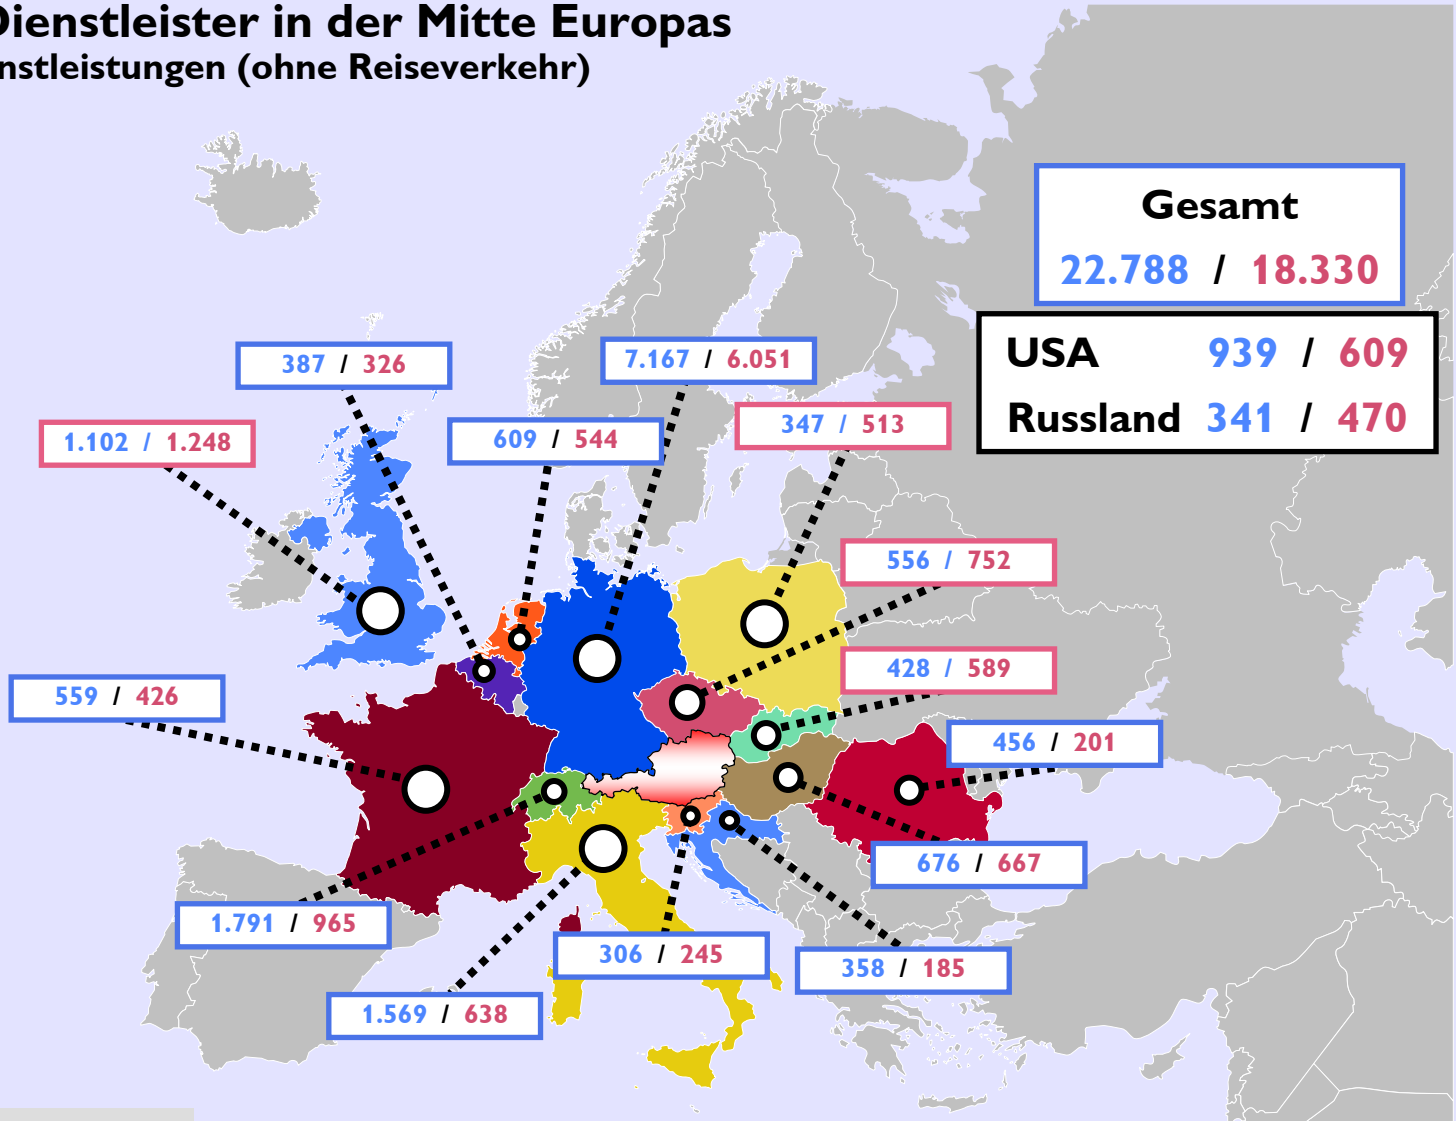 Dienstleister in der Mitte Europas
nstleistungen (ohne Reiseverkehr)
Gesamt
22.788 / 18.330
USA 939 / 609
Russland 341 / 470
387 / 326
7.167 / 6.051
347 / 513
1.102 / 1.248
609 / 544
556 / 752
428 / 589
559 / 426
456 / 201
676 / 667
1.791 / 965
306 / 245
358 / 185
1.569 / 638